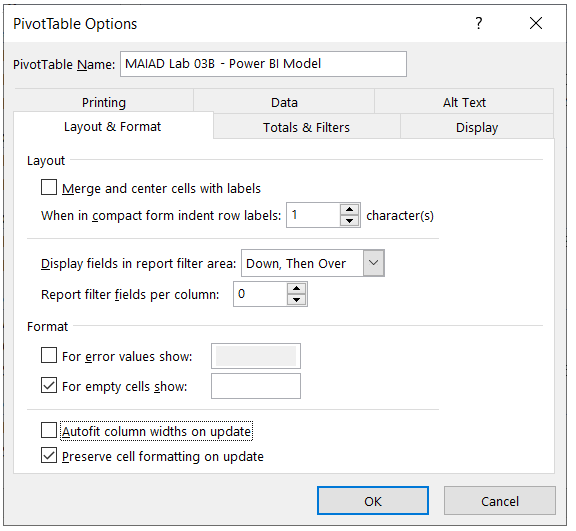 PivotTable Options ? ×
PivotTable Name: MAIAD Lab 03B - Power BI Model
Printing Data Alt Text
Layout & Format Totals & Filters Display
Layout
Merge and center cells with labels
When in compact form indent row labels: 1 character(s)
Display fields in report filter area: Down, Then Over
Report filter fields per column: 0
Format
For error values show:
For empty cells show:
Autofit column widths on update
Preserve cell formatting on update
OK Cancel